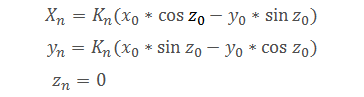 Xₙ = Kₙ(x₀ * cos z₀ − y₀ * sin z₀)
yₙ = Kₙ(x₀ * sin z₀ − y₀ * cos z₀)
zₙ = 0